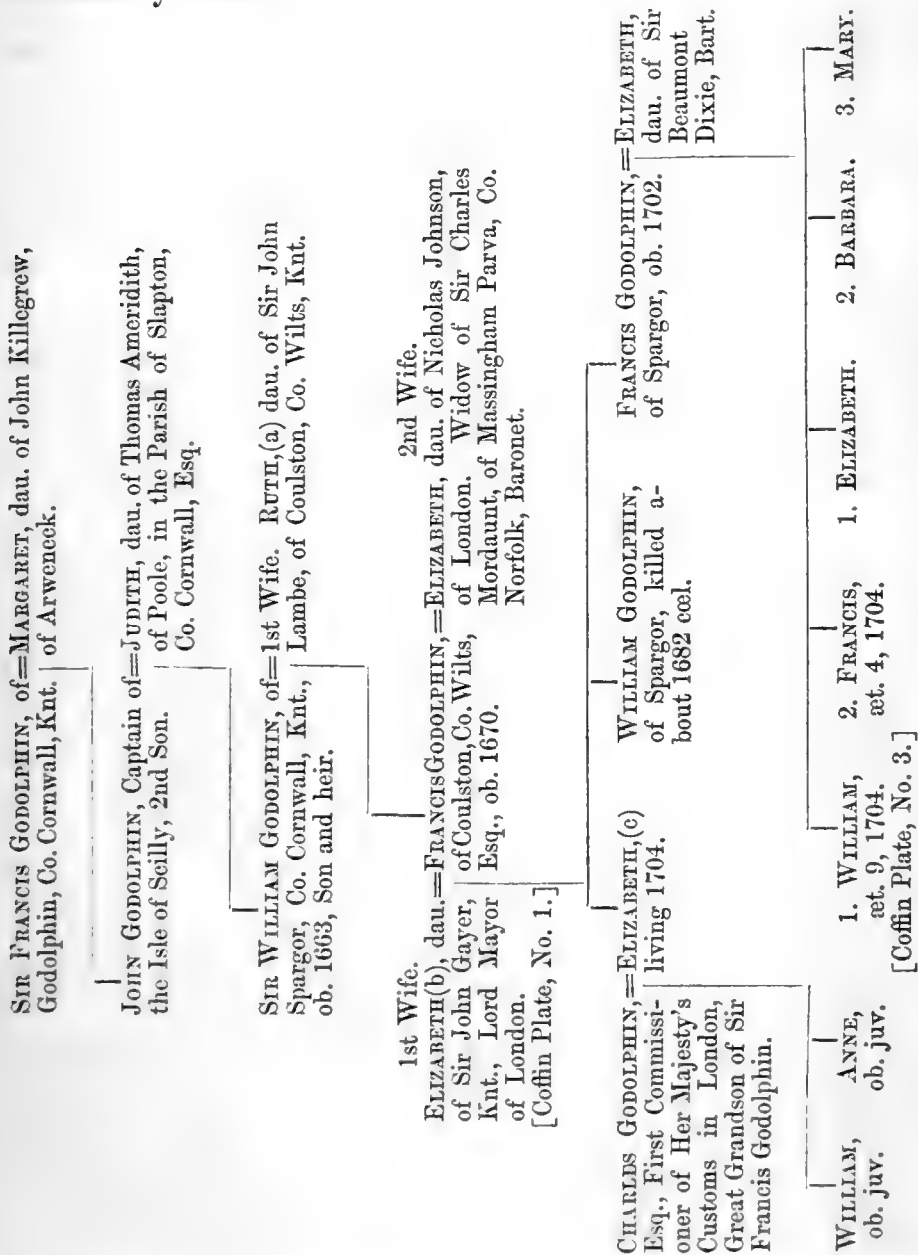 SIR FRANCIS GODOLPHIN, of=MARGARET, dau. of John Killegrew,
Godolphin, Co. Cornwall, Knt. of Arweneck.
JOHN GODOLPHIN, Captain of=JUDITH, dau. of Thomas Ameridith,
the Isle of Scilly, 2nd Son. of Poole, in the Parish of Slapton,
Co. Cornwall, Esq.
SIR WILLIAM GODOLPHIN, of=1st Wife. RUTH,(a) dau. of Sir John
Spargor, Co. Cornwall, Knt., Lambe, of Coulston, Co. Wilts, Knt.
ob. 1663, Son and heir.
1st Wife. 2nd Wife.
ELIZABETH(b), dau.=FRANCIS GODOLPHIN,=ELIZABETH, dau. of Nicholas Johnson,
of Sir John Gayer, of Coulston, Co. Wilts, of London. Widow of Sir Charles
Knt., Lord Mayor Esq., ob. 1670. Mordaunt, of Massingham Parva, Co.
of London. Norfolk, Baronet.
[Coffin Plate, No. 1.]
CHARLES GODOLPHIN,=ELIZABETH,(c) WILLIAM GODOLPHIN, FRANCIS GODOLPHIN,=ELIZABETH,
Esq., First Commissi- living 1704. of Spargor, killed a- of Spargor, ob. 1702. dau. of Sir
oner of Her Majesty's bout 1682 cœl. Beaumont
Customs in London, Dixie, Bart.
Great Grandson of Sir
Francis Godolphin.
WILLIAM, ANNE, 1. WILLIAM, 2. FRANCIS, 1. ELIZABETH. 2. BARBARA. 3. MARY.
ob. juv. ob. juv. æt. 9, 1704. æt. 4, 1704.
[Coffin Plate, No. 3.]